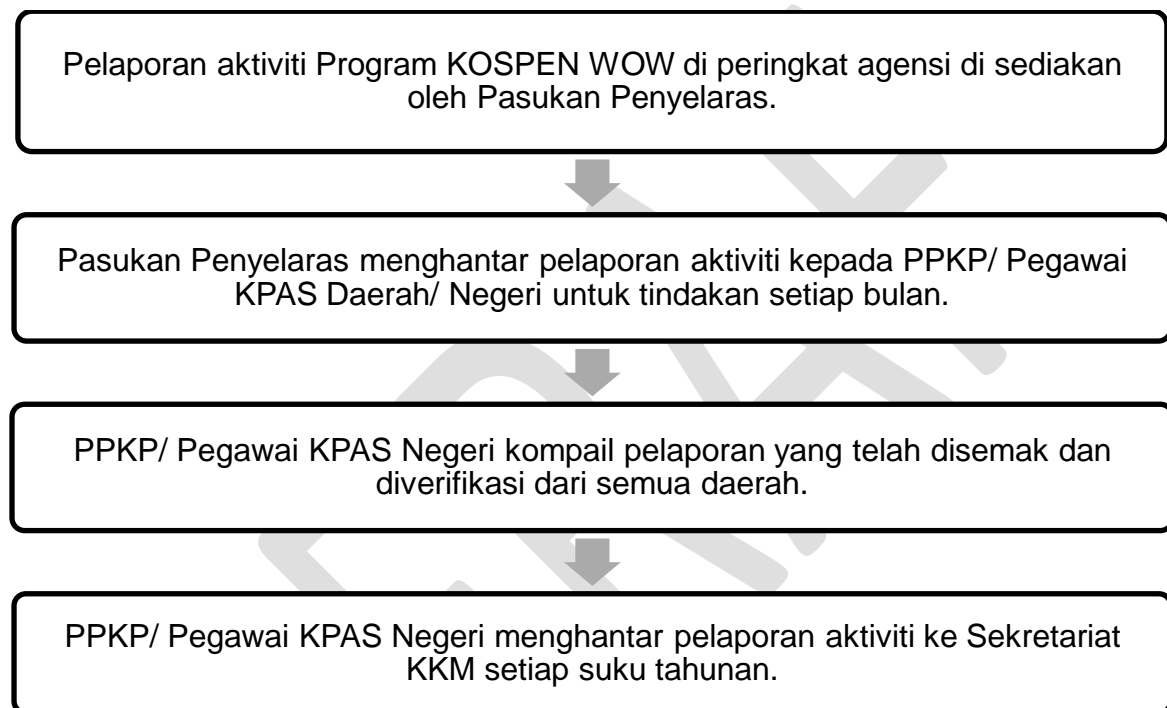 Pelaporan aktiviti Program KOSPEN WOW di peringkat agensi di sediakan
oleh Pasukan Penyelaras.
Pasukan Penyelaras menghantar pelaporan aktiviti kepada PPKP/ Pegawai
KPAS Daerah/ Negeri untuk tindakan setiap bulan.
PPKP/ Pegawai KPAS Negeri kompail pelaporan yang telah disemak dan
diverifikasi dari semua daerah.
PPKP/ Pegawai KPAS Negeri menghantar pelaporan aktiviti ke Sekretariat
KKM setiap suku tahunan.